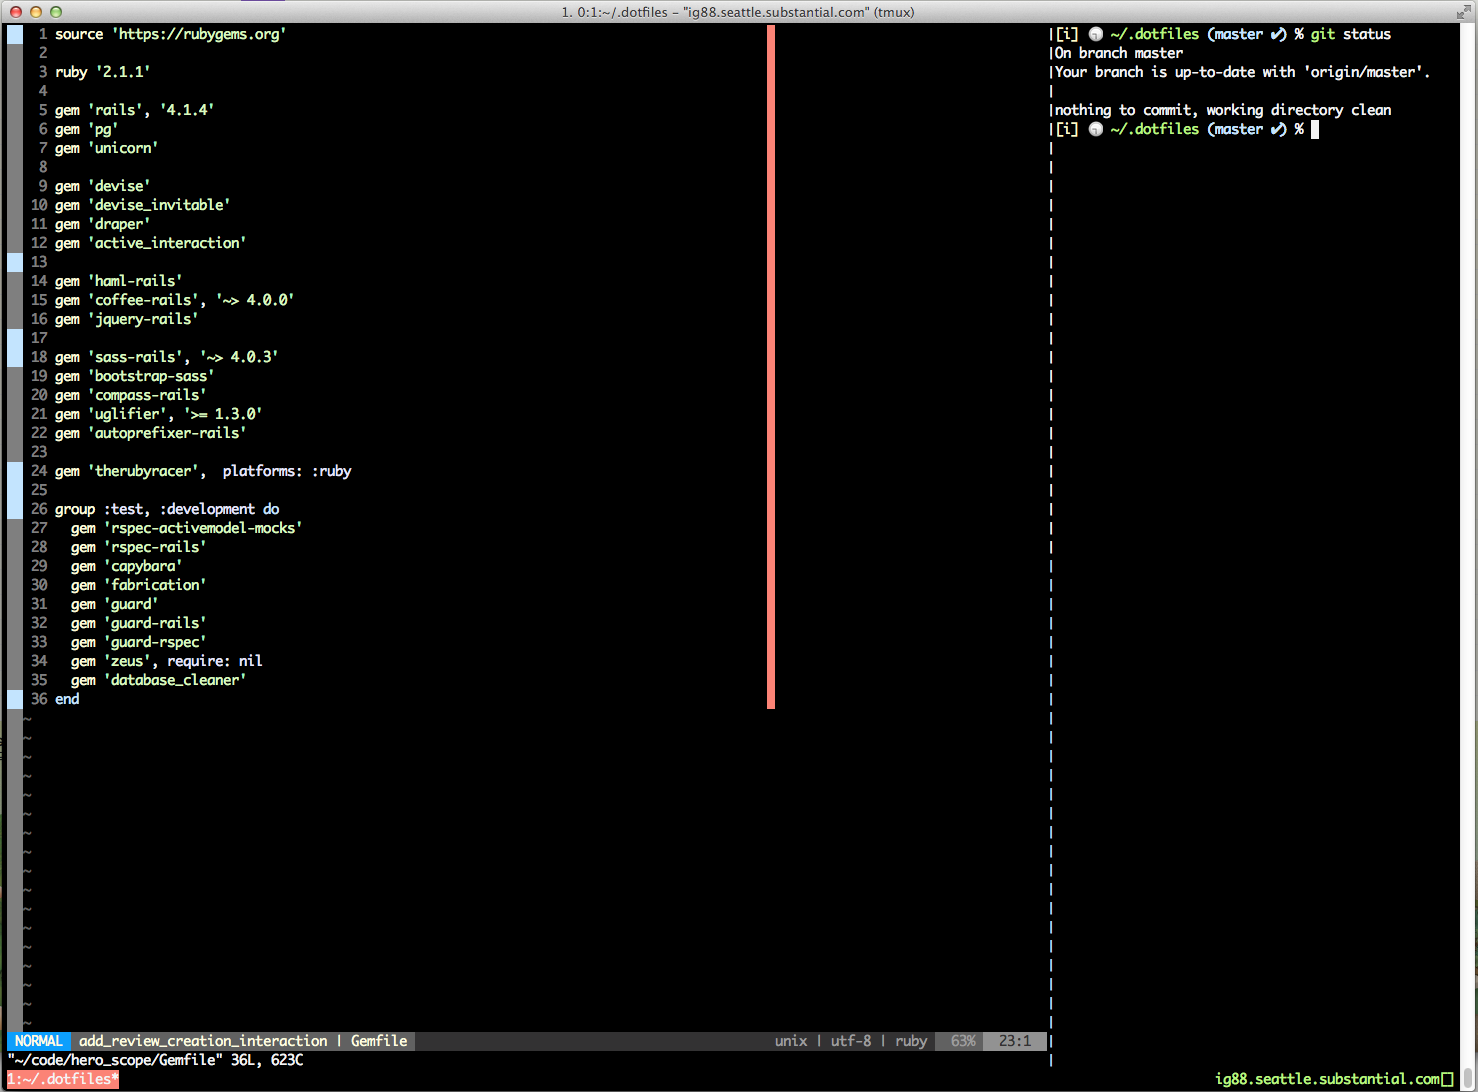 1. 0:1:~/.dotfiles – "ig88.seattle.substantial.com" (tmux)
1 source 'https://rubygems.org'
2
3 ruby '2.1.1'
4
5 gem 'rails', '4.1.4'
6 gem 'pg'
7 gem 'unicorn'
8
9 gem 'devise'
10 gem 'devise_invitable'
11 gem 'draper'
12 gem 'active_interaction'
13
14 gem 'haml-rails'
15 gem 'coffee-rails', '~> 4.0.0'
16 gem 'jquery-rails'
17
18 gem 'sass-rails', '~> 4.0.3'
19 gem 'bootstrap-sass'
20 gem 'compass-rails'
21 gem 'uglifier', '>= 1.3.0'
22 gem 'autoprefixer-rails'
23
24 gem 'therubyracer',  platforms: :ruby
25
26 group :test, :development do
27   gem 'rspec-activemodel-mocks'
28   gem 'rspec-rails'
29   gem 'capybara'
30   gem 'fabrication'
31   gem 'guard'
32   gem 'guard-rails'
33   gem 'guard-rspec'
34   gem 'zeus', require: nil
35   gem 'database_cleaner'
36 end
NORMAL add_review_creation_interaction | Gemfile unix | utf-8 | ruby 63% 23:1
"~/code/hero_scope/Gemfile" 36L, 623C
[i] ~/.dotfiles (master ✔) % git status
On branch master
Your branch is up-to-date with 'origin/master'.

nothing to commit, working directory clean
[i] ~/.dotfiles (master ✔) %
1:~/.dotfiles* ig88.seattle.substantial.com